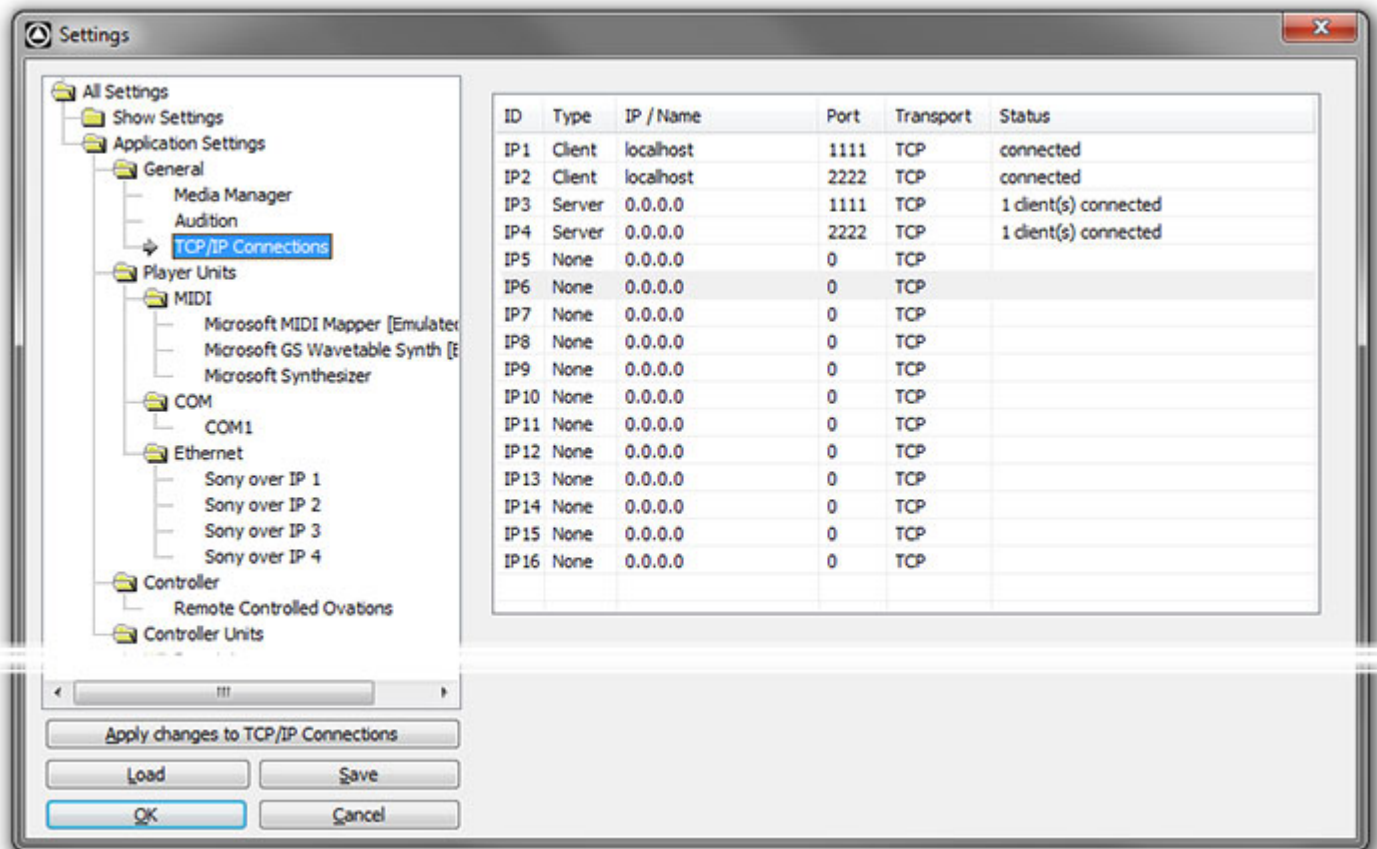 Settings
All Settings
Show Settings
Application Settings
General
Media Manager
Audition
TCP/IP Connections
Player Units
MIDI
Microsoft MIDI Mapper [Emulated
Microsoft GS Wavetable Synth [E
Microsoft Synthesizer
COM
COM1
Ethernet
Sony over IP 1
Sony over IP 2
Sony over IP 3
Sony over IP 4
Controller
Remote Controlled Ovations
Controller Units
Apply changes to TCP/IP Connections
Load Save
OK Cancel
ID Type IP / Name Port Transport Status
IP1 Client localhost 1111 TCP connected
IP2 Client localhost 2222 TCP connected
IP3 Server 0.0.0.0 1111 TCP 1 client(s) connected
IP4 Server 0.0.0.0 2222 TCP 1 client(s) connected
IP5 None 0.0.0.0 0 TCP
IP6 None 0.0.0.0 0 TCP
IP7 None 0.0.0.0 0 TCP
IP8 None 0.0.0.0 0 TCP
IP9 None 0.0.0.0 0 TCP
IP10 None 0.0.0.0 0 TCP
IP11 None 0.0.0.0 0 TCP
IP12 None 0.0.0.0 0 TCP
IP13 None 0.0.0.0 0 TCP
IP14 None 0.0.0.0 0 TCP
IP15 None 0.0.0.0 0 TCP
IP16 None 0.0.0.0 0 TCP